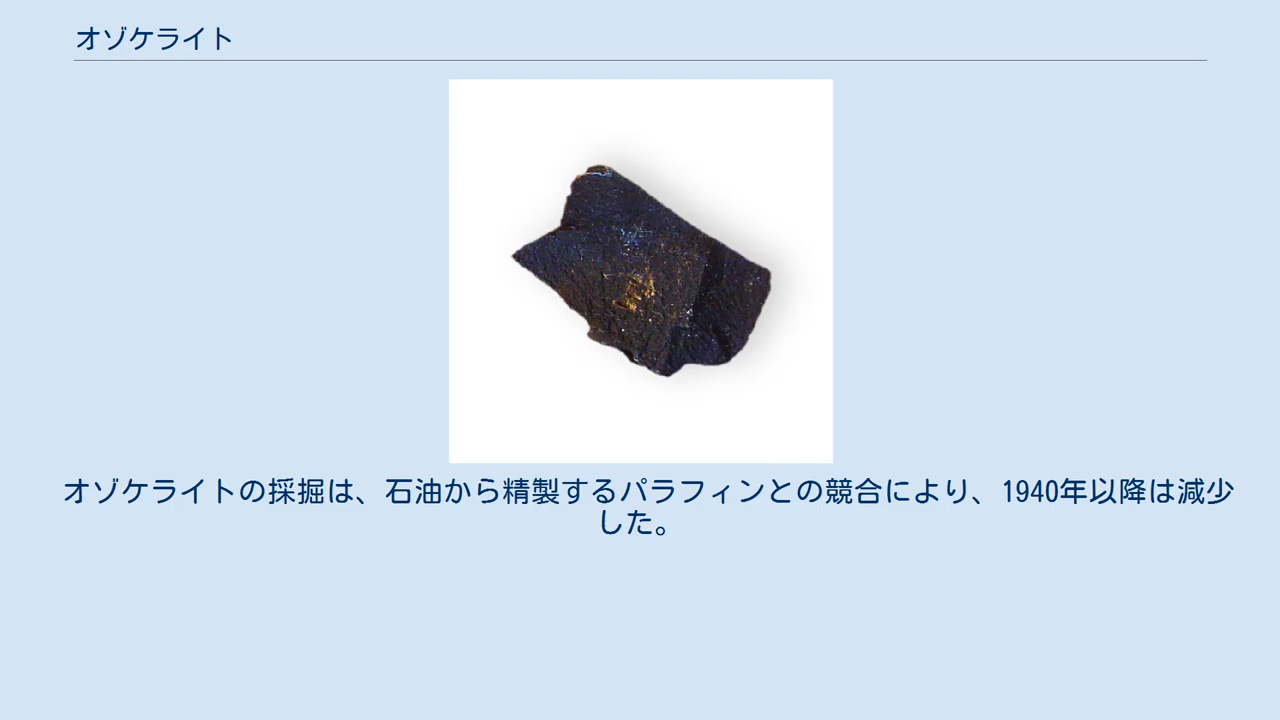 オゾケライト
オゾケライトの採掘は、石油から精製するパラフィンとの競合により、1940年以降は減少
した。